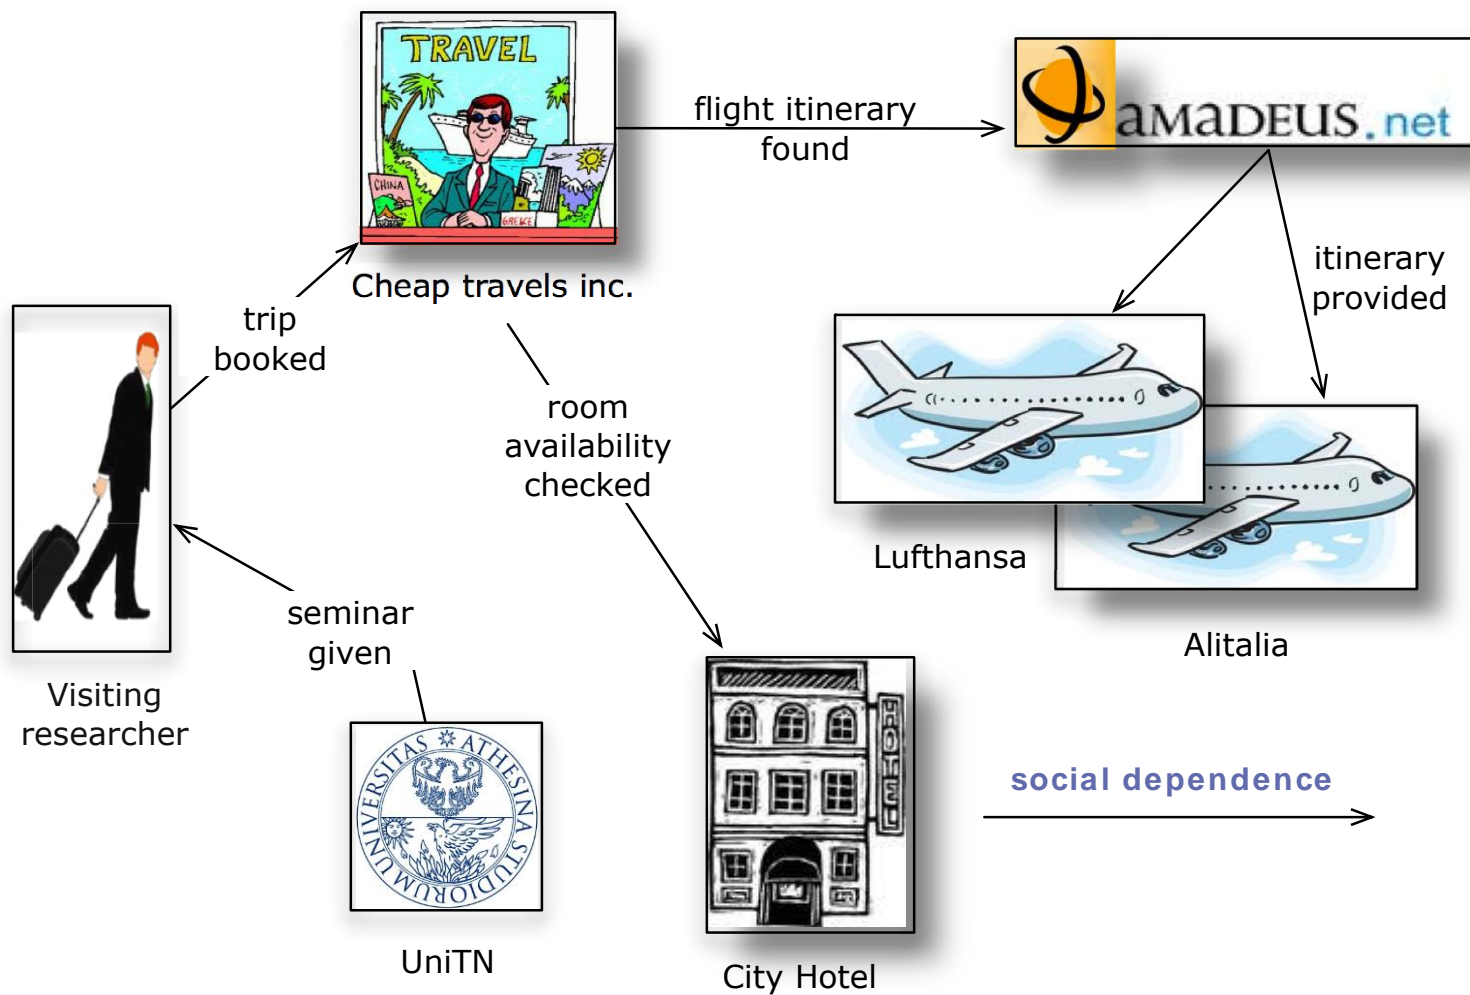 TRAVEL
CHINA
GREECE
Cheap travels inc.
flight itinerary
found
amadeus.net
itinerary
provided
trip
booked
room
availability
checked
Lufthansa
Alitalia
seminar
given
Visiting
researcher
UNIVERSITAS ATHESINA STUDIORUM
UniTN
HOTEL
City Hotel
social dependence